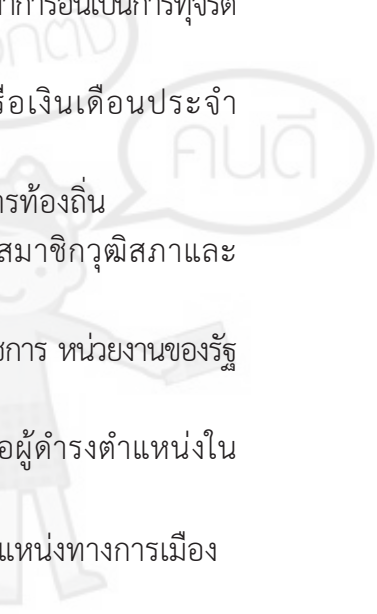 าการอันเป็นการทุจริต
กตง
รือเงินเดือนประจำ
คนดี
ารท้องถิ่น
สมาชิกวุฒิสภาและ
ชการ หน่วยงานของรัฐ
อผู้ดำรงตำแหน่งใน
แหน่งทางการเมือง